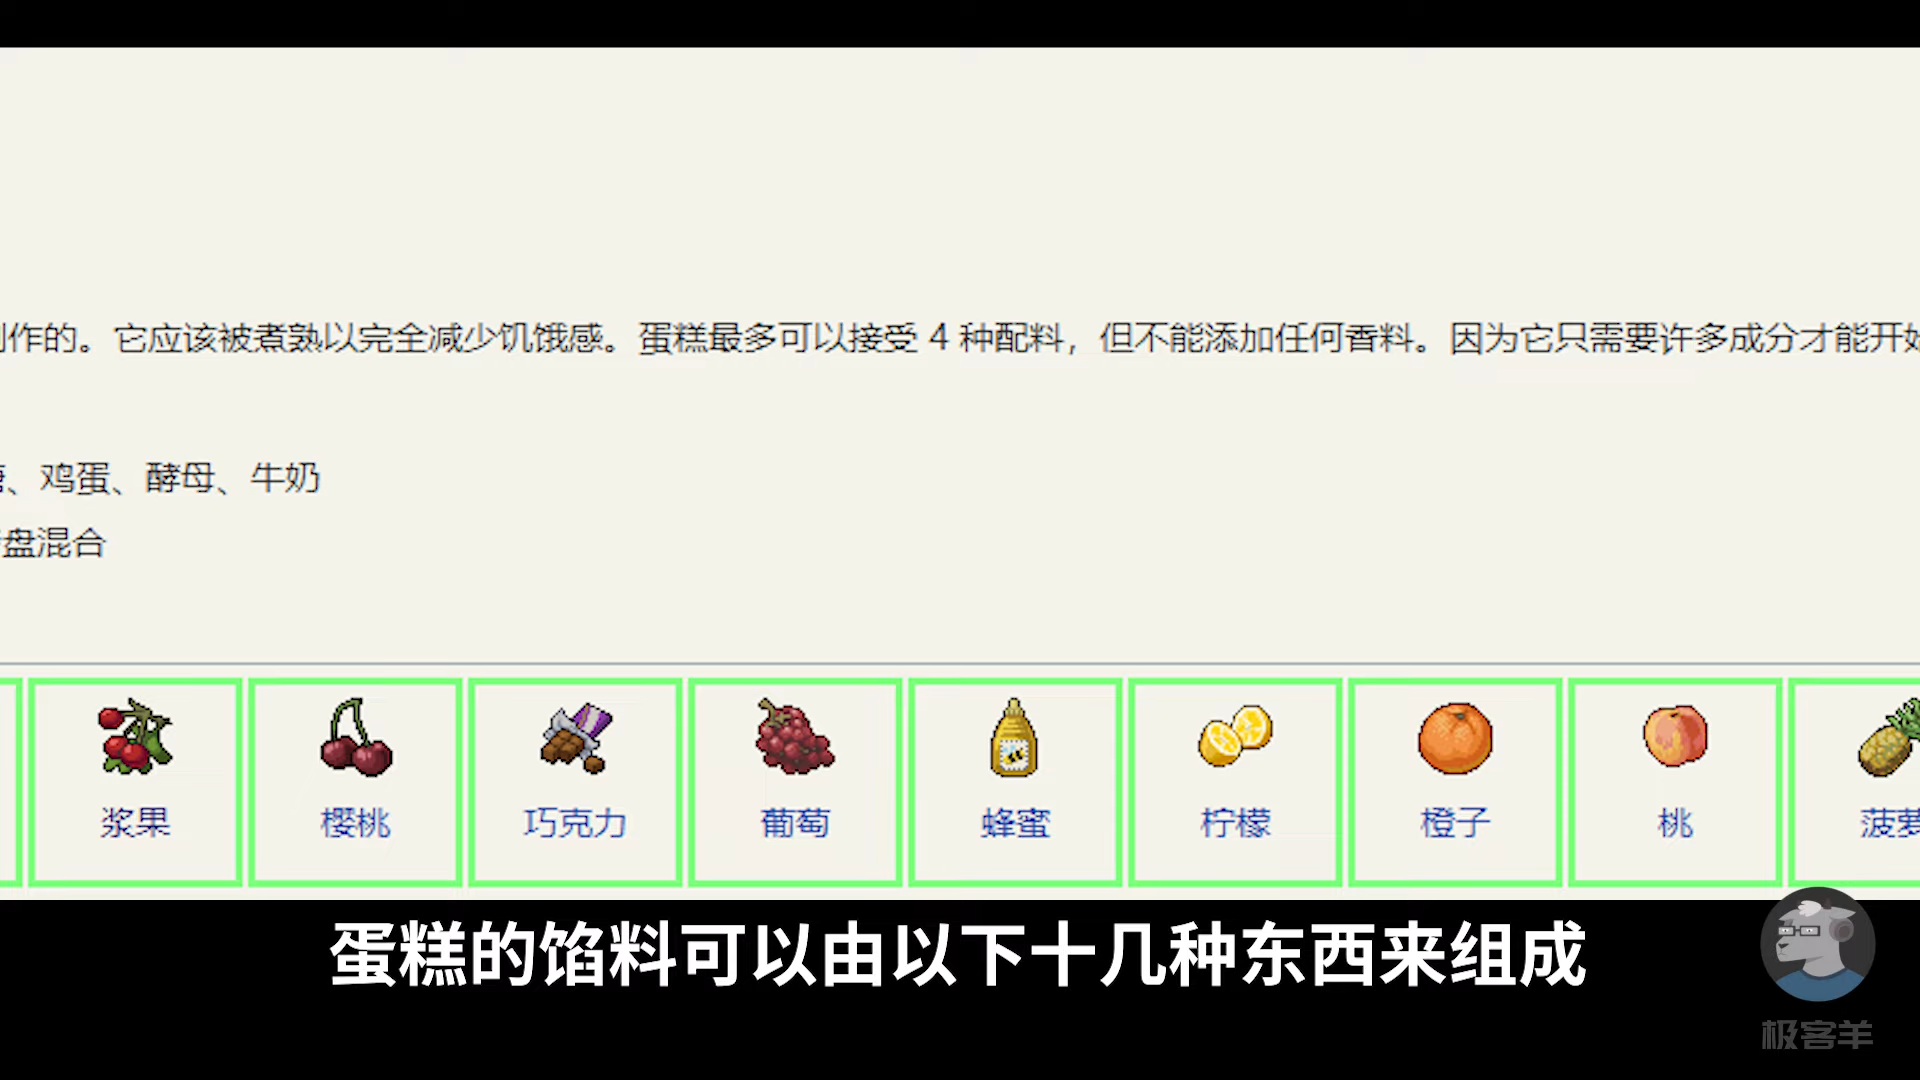 作的。它应该被煮熟以完全减少饥饿感。蛋糕最多可以接受 4 种配料，但不能添加任何香料。因为它只需要许多成分才能开始
、鸡蛋、酵母、牛奶
盘混合
浆果 樱桃 巧克力 葡萄 蜂蜜 柠檬 橙子 桃 菠萝
蛋糕的馅料可以由以下十几种东西来组成
极客羊